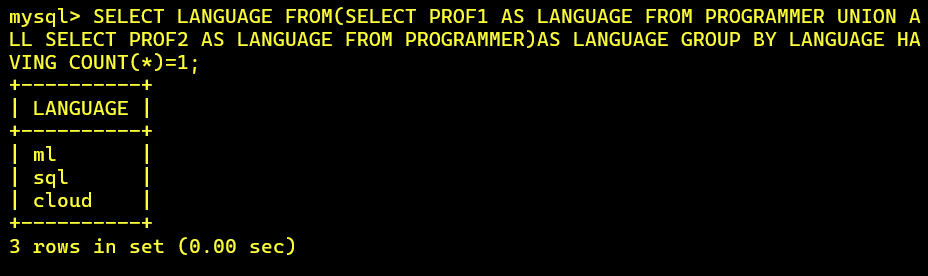 mysql> SELECT LANGUAGE FROM(SELECT PROF1 AS LANGUAGE FROM PROGRAMMER UNION A
LL SELECT PROF2 AS LANGUAGE FROM PROGRAMMER)AS LANGUAGE GROUP BY LANGUAGE HA
VING COUNT(*)=1;
+----------+
| LANGUAGE |
+----------+
| ml       |
| sql      |
| cloud    |
+----------+
3 rows in set (0.00 sec)